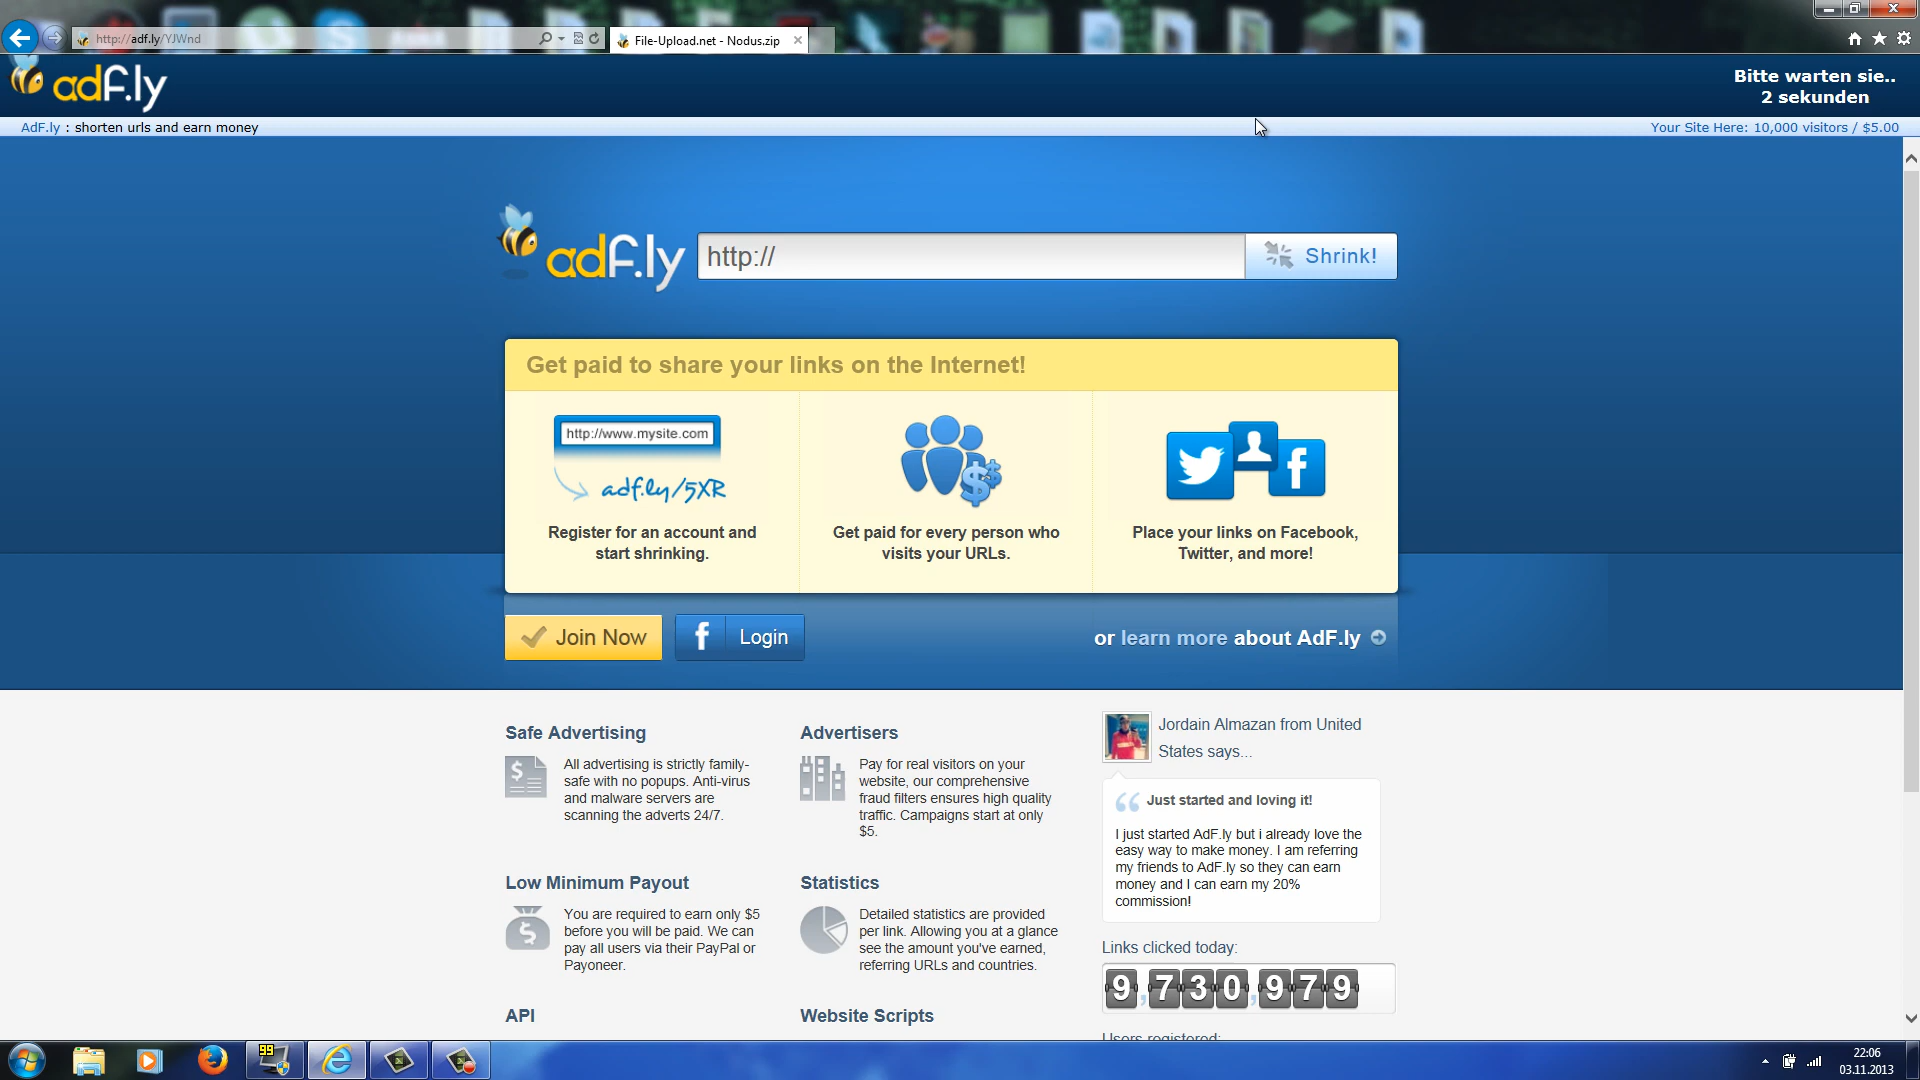 http://adf.ly/YJWnd
File-Upload.net - Nodus.zip
adf.ly
Bitte warten sie..
2 sekunden
AdF.ly : shorten urls and earn money
Your Site Here: 10,000 visitors / $5.00
adf.ly
http://
Shrink!
Get paid to share your links on the Internet!
http://www.mysite.com
adf.ly/5XR
Register for an account and
start shrinking.
Get paid for every person who
visits your URLs.
Place your links on Facebook,
Twitter, and more!
Join Now
Login
or learn more about AdF.ly
Safe Advertising
All advertising is strictly family-
safe with no popups. Anti-virus
and malware servers are
scanning the adverts 24/7.
Advertisers
Pay for real visitors on your
website, our comprehensive
fraud filters ensures high quality
traffic. Campaigns start at only
$5.
Jordain Almazan from United
States says...
Just started and loving it!
I just started AdF.ly but i already love the
easy way to make money. I am referring
my friends to AdF.ly so they can earn
money and I can earn my 20%
commission!
Low Minimum Payout
You are required to earn only $5
before you will be paid. We can
pay all users via their PayPal or
Payoneer.
Statistics
Detailed statistics are provided
per link. Allowing you at a glance
see the amount you've earned,
referring URLs and countries.
Links clicked today:
9,730,979
API
Website Scripts
Users registered:
99
22:06
03.11.2013